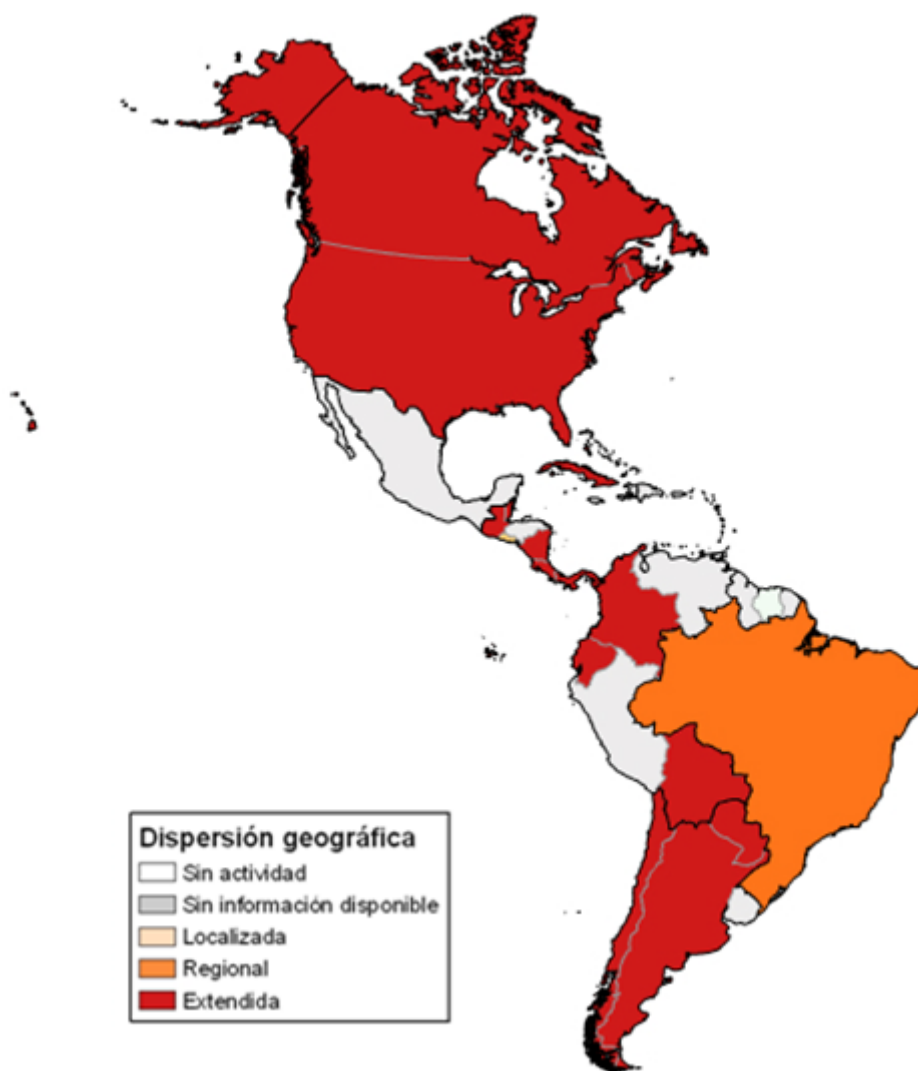 Dispersión geográfica
Sin actividad
Sin información disponible
Localizada
Regional
Extendida